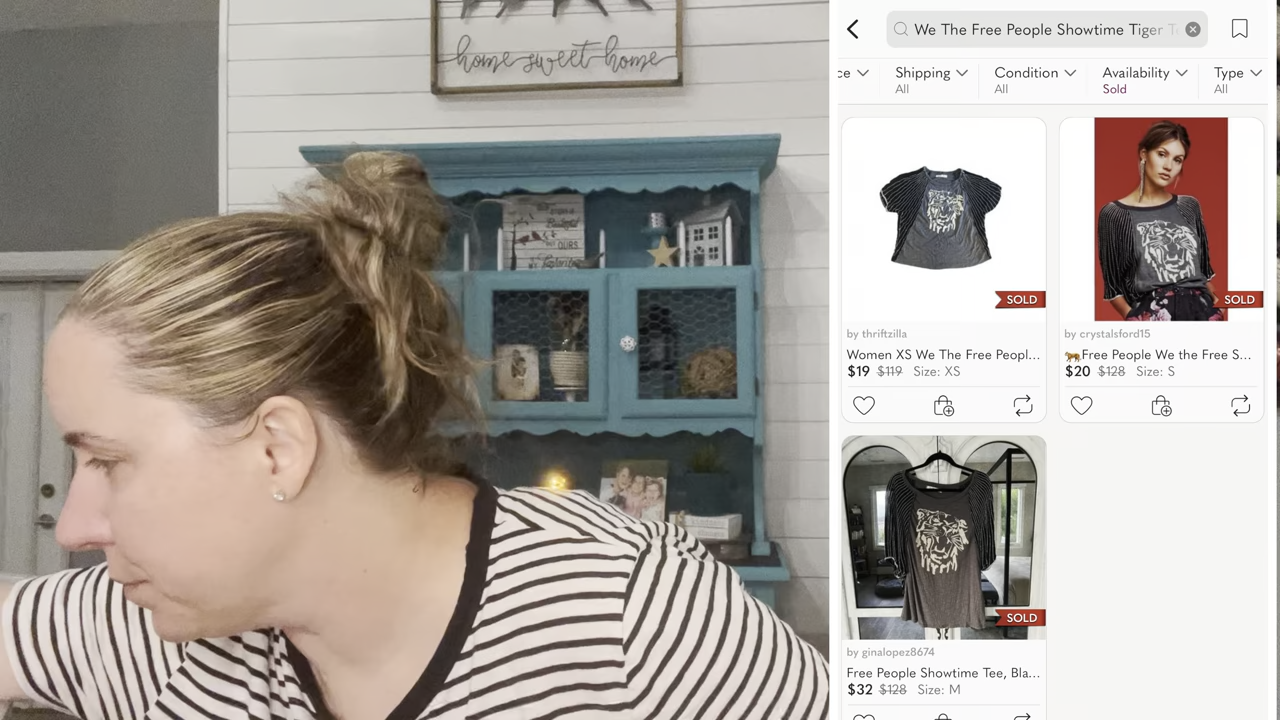 home sweet home
We The Free People Showtime Tiger
ce
Shipping
All
Condition
All
Availability
Sold
Type
All
SOLD
by thriftzilla
Women XS We The Free Peopl...
$19 $119 Size: XS
SOLD
by crystalsford15
🐆Free People We the Free S...
$20 $128 Size: S
SOLD
by ginalopez8674
Free People Showtime Tee, Bla...
$32 $128 Size: M